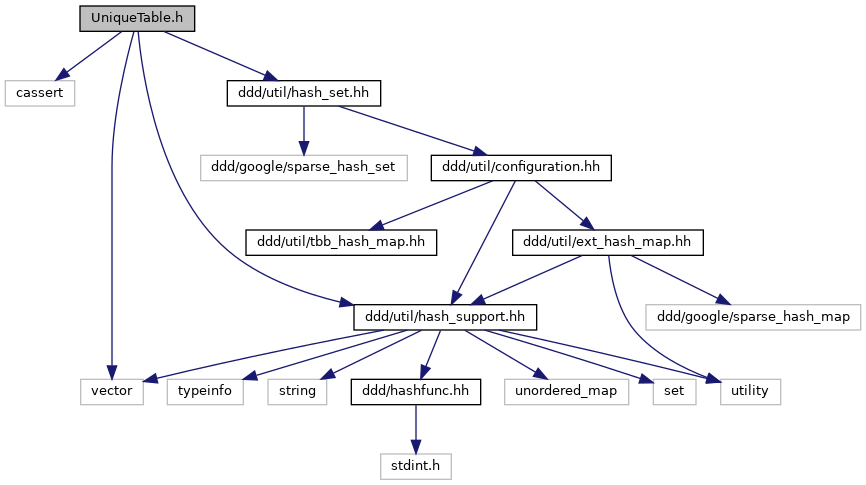 UniqueTable.h
cassert
ddd/util/hash_set.hh
ddd/google/sparse_hash_set
ddd/util/configuration.hh
ddd/util/tbb_hash_map.hh
ddd/util/ext_hash_map.hh
ddd/util/hash_support.hh
ddd/google/sparse_hash_map
vector
typeinfo
string
ddd/hashfunc.hh
unordered_map
set
utility
stdint.h